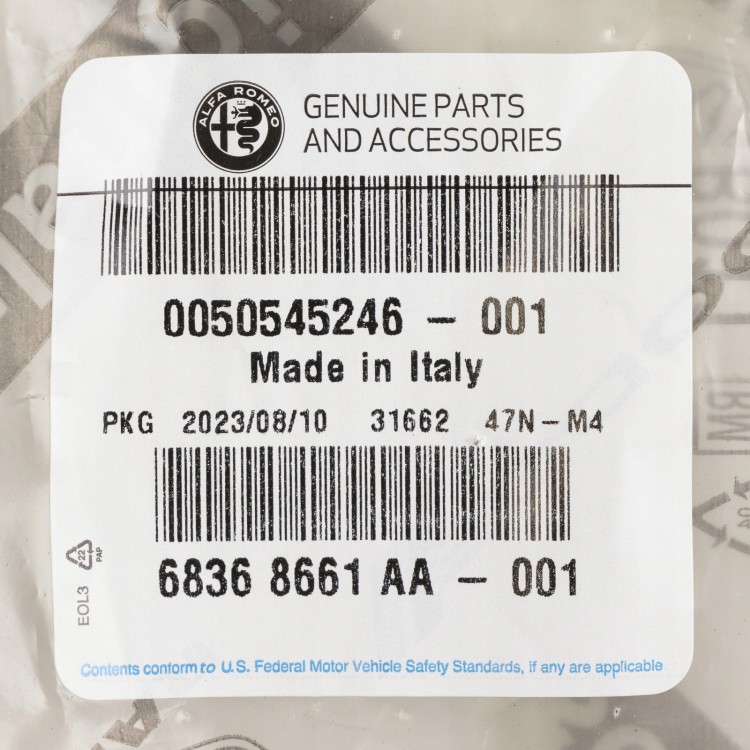 ALFA ROMEO
GENUINE PARTS
AND ACCESSORIES
0050545246 - 001
Made in Italy
PKG 2023/08/10 31662 47N-M4
6836 8661 AA - 001
22
PAP
EOL3
Contents conform to U.S. Federal Motor Vehicle Safety Standards, if any are applicable